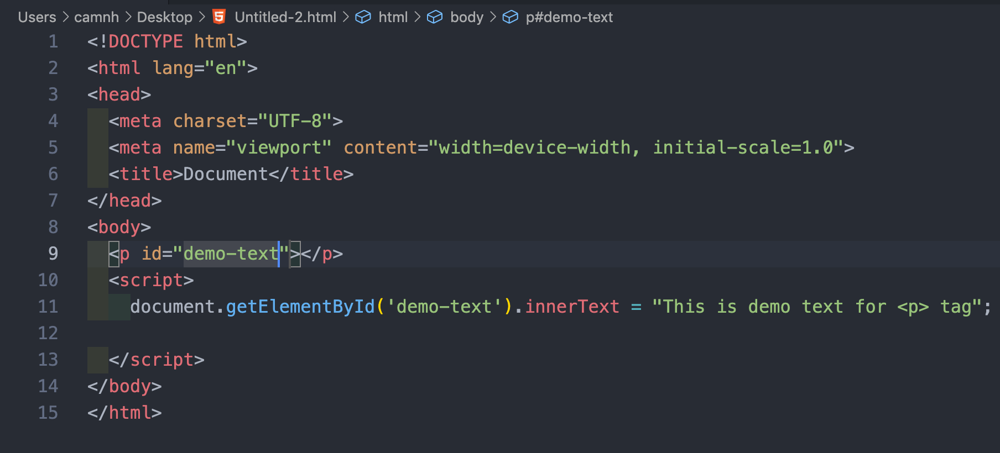 Users > camnh > Desktop > Untitled-2.html > html > body > p#demo-text
1 <!DOCTYPE html>
2 <html lang="en">
3 <head>
4   <meta charset="UTF-8">
5   <meta name="viewport" content="width=device-width, initial-scale=1.0">
6   <title>Document</title>
7 </head>
8 <body>
9   <p id="demo-text"></p>
10   <script>
11     document.getElementById('demo-text').innerText = "This is demo text for <p> tag";
12
13   </script>
14 </body>
15 </html>